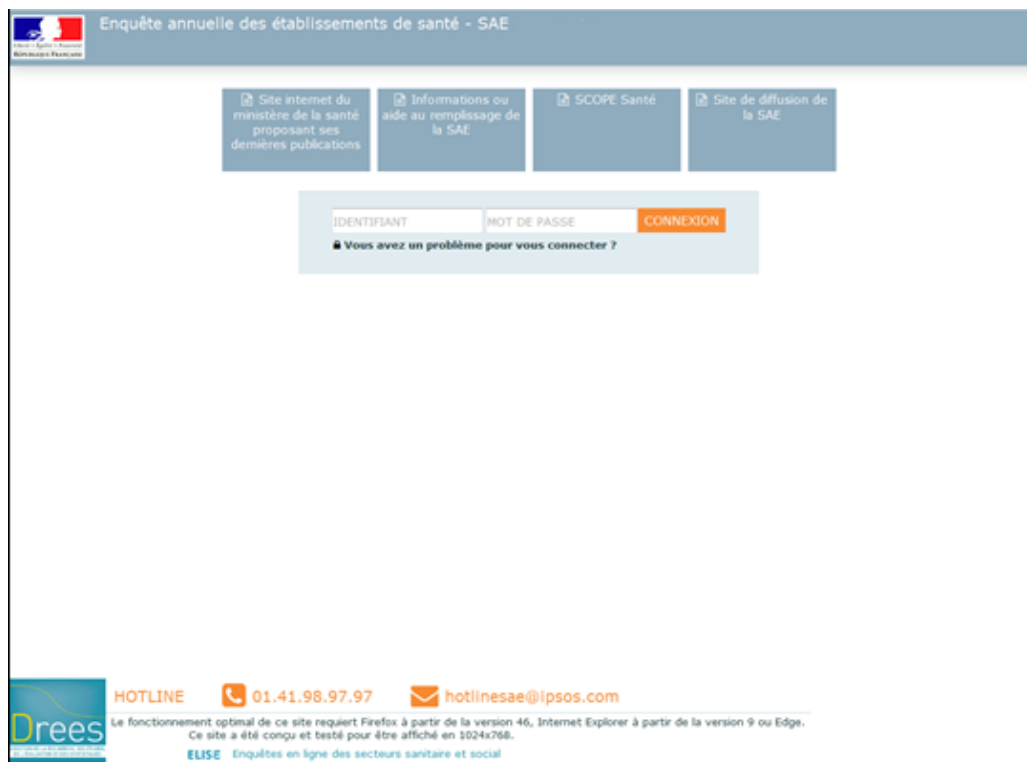 Enquête annuelle des établissements de santé - SAE
RÉPUBLIQUE FRANÇAISE
Site internet du
ministère de la santé
proposant ses
dernières publications
Informations ou
aide au remplissage de
la SAE
SCOPE Santé
Site de diffusion de
la SAE
IDENTIFIANT
MOT DE PASSE
CONNEXION
Vous avez un problème pour vous connecter ?
HOTLINE
01.41.98.97.97
hotlinesae@ipsos.com
Drees
Le fonctionnement optimal de ce site requiert Firefox à partir de la version 46, Internet Explorer à partir de la version 9 ou Edge.
Ce site a été conçu et testé pour être affiché en 1024x768.
ELISE Enquêtes en ligne des secteurs sanitaire et social